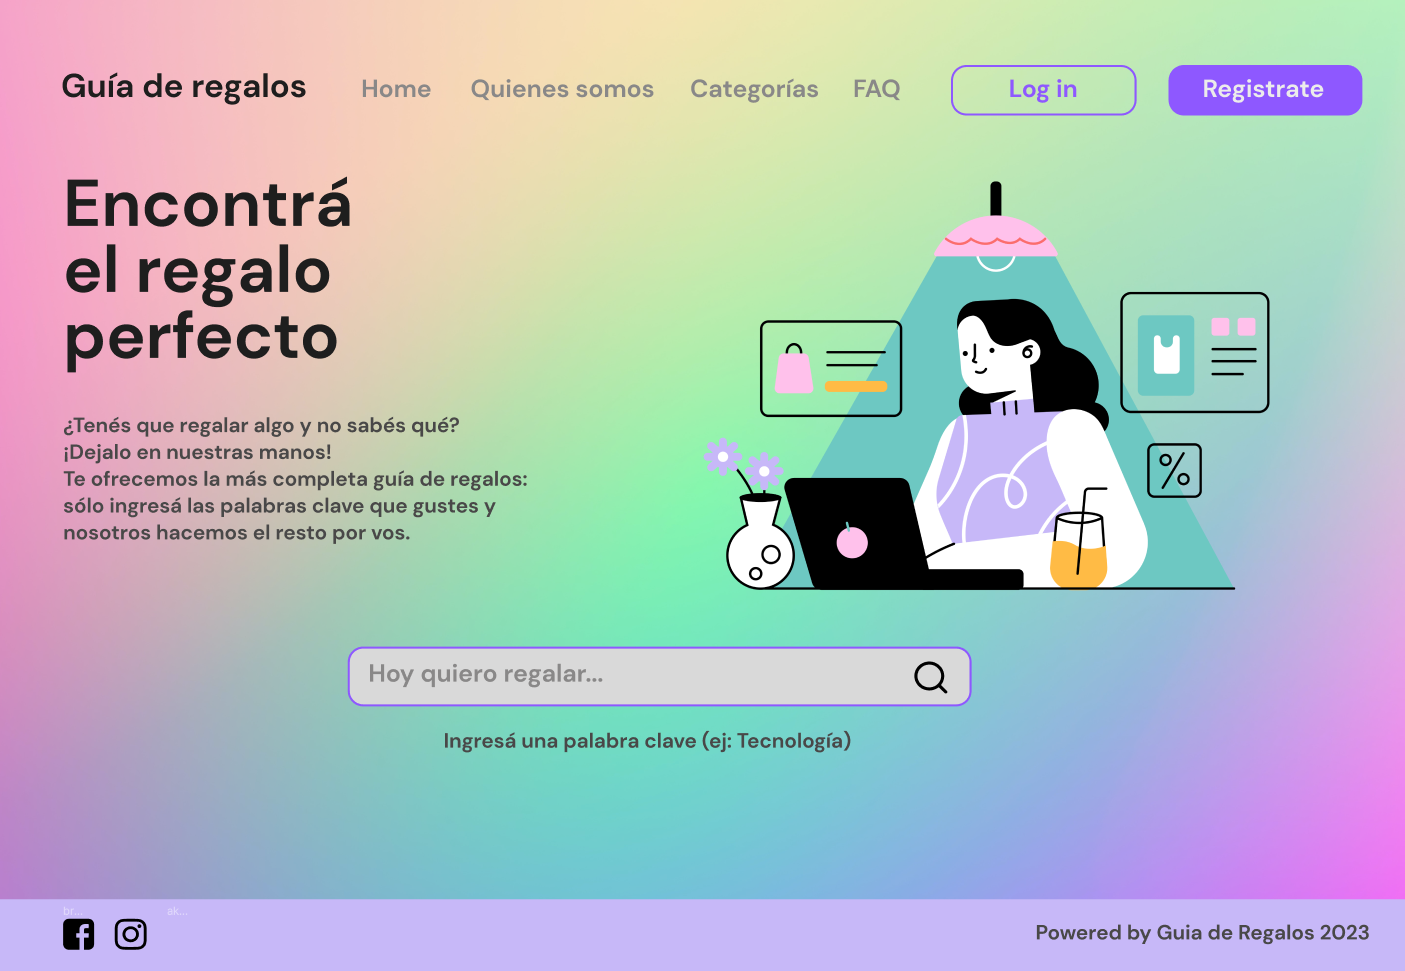 Guía de regalos
Home
Quienes somos
Categorías
FAQ
Log in
Registrate
Encontrá
el regalo
perfecto
¿Tenés que regalar algo y no sabés qué?
¡Dejalo en nuestras manos!
Te ofrecemos la más completa guía de regalos:
sólo ingresá las palabras clave que gustes y
nosotros hacemos el resto por vos.
%
Hoy quiero regalar...
Ingresá una palabra clave (ej: Tecnología)
br...
ak...
Powered by Guia de Regalos 2023